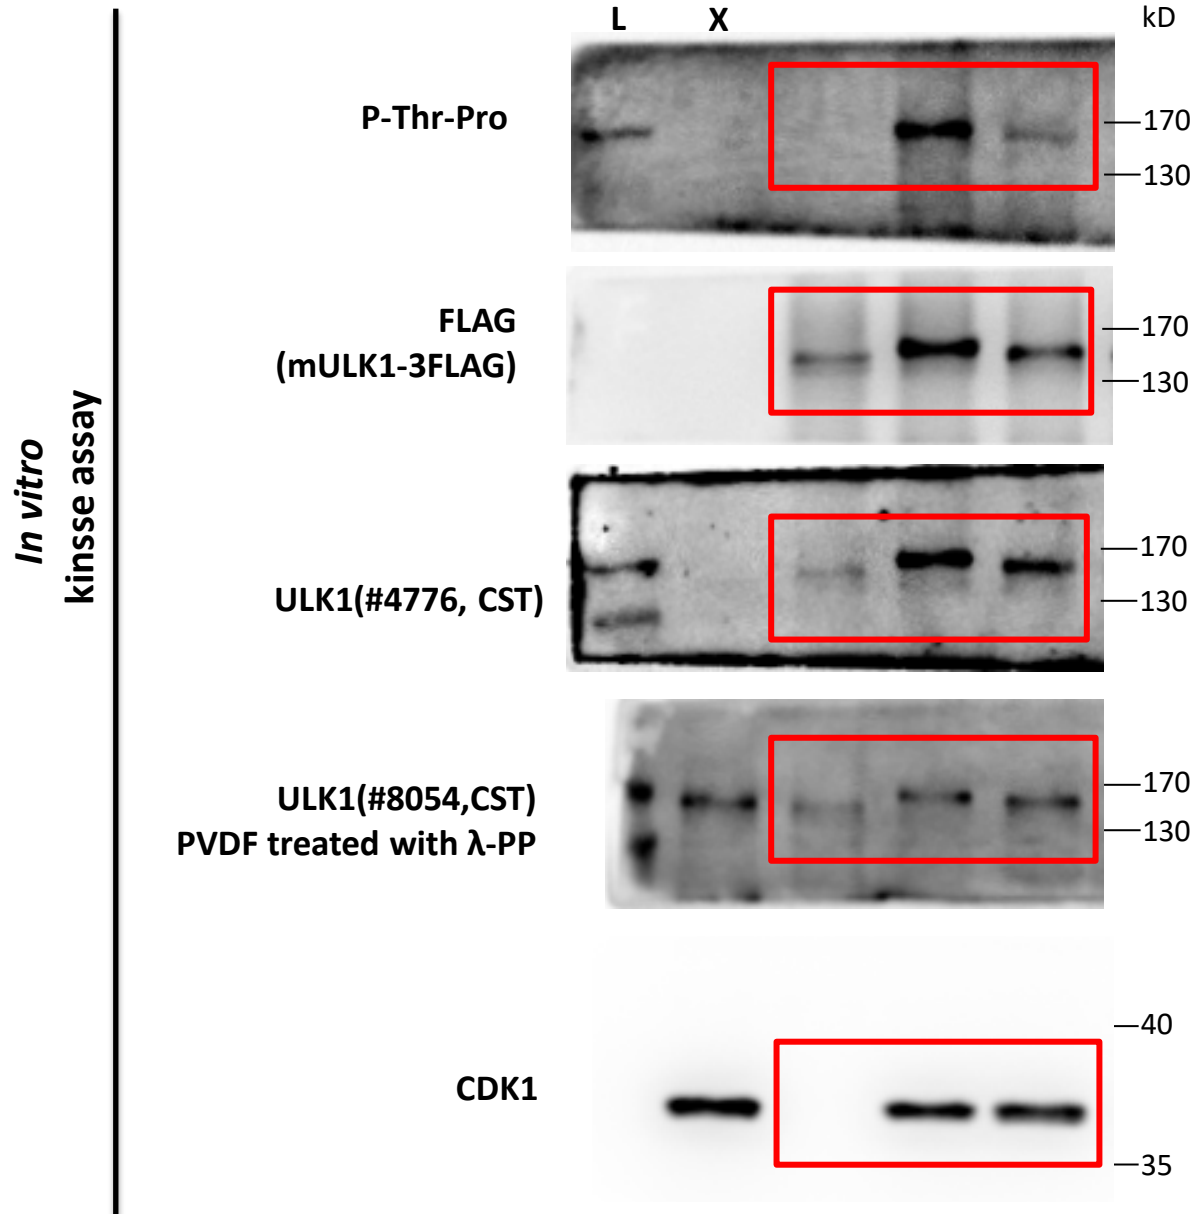 L X kD
P-Thr-Pro
170
130
FLAG
(mULK1-3FLAG)
170
130
In vitro
kinsse assay
ULK1(#4776, CST)
170
130
ULK1(#8054,CST)
PVDF treated with λ-PP
170
130
CDK1
40
35